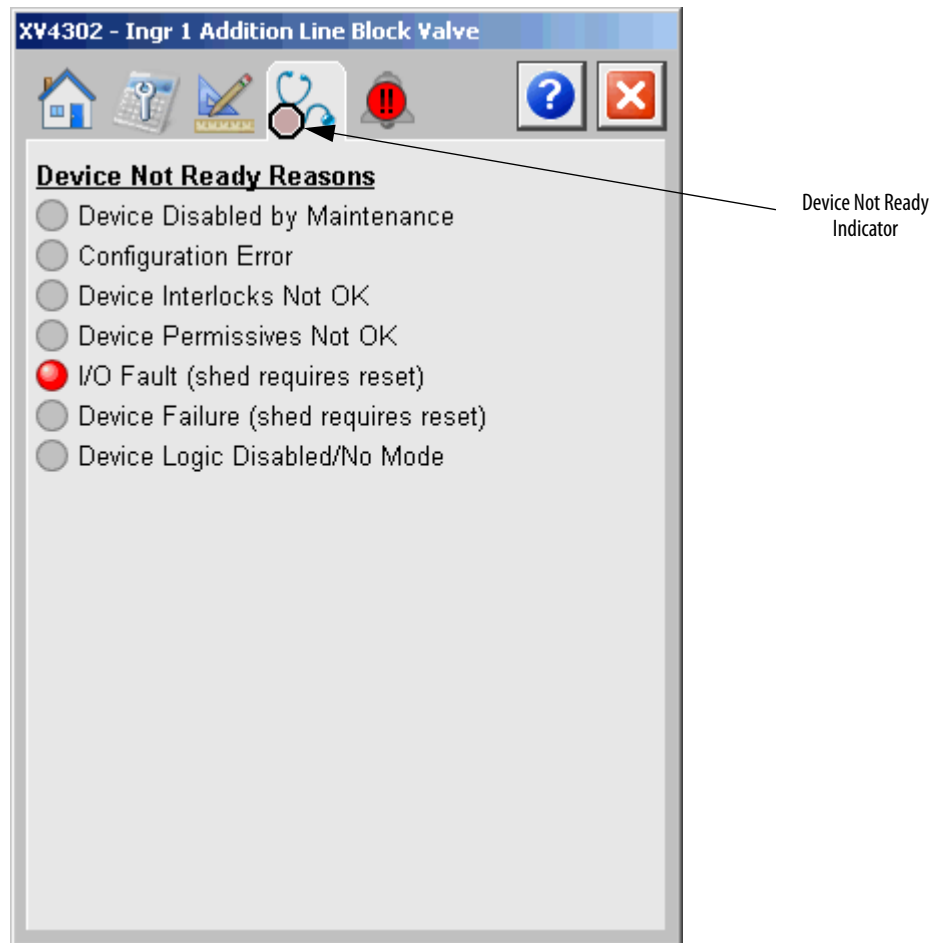 XV4302 - Ingr 1 Addition Line Block Valve
!!
?
Device Not Ready Reasons
Device Disabled by Maintenance
Configuration Error
Device Interlocks Not OK
Device Permissives Not OK
I/O Fault (shed requires reset)
Device Failure (shed requires reset)
Device Logic Disabled/No Mode
Device Not Ready
Indicator